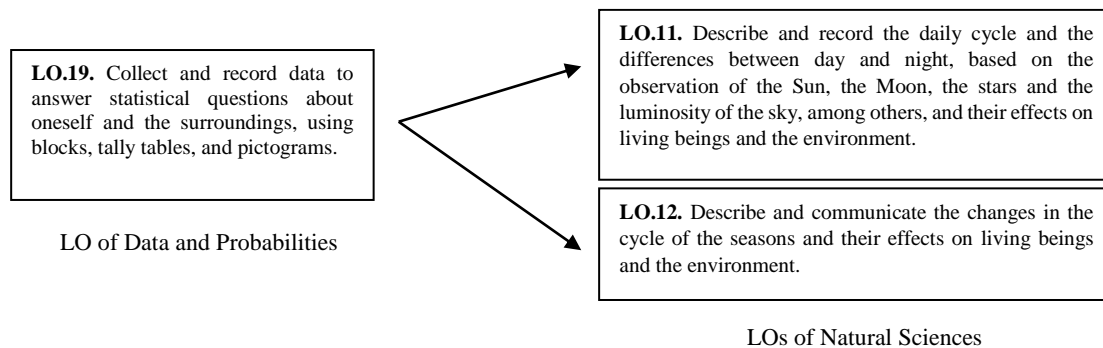 LO.19. Collect and record data to
answer statistical questions about
oneself and the surroundings, using
blocks, tally tables, and pictograms.
LO of Data and Probabilities
LO.11. Describe and record the daily cycle and the
differences between day and night, based on the
observation of the Sun, the Moon, the stars and the
luminosity of the sky, among others, and their effects on
living beings and the environment.
LO.12. Describe and communicate the changes in the
cycle of the seasons and their effects on living beings
and the environment.
LOs of Natural Sciences